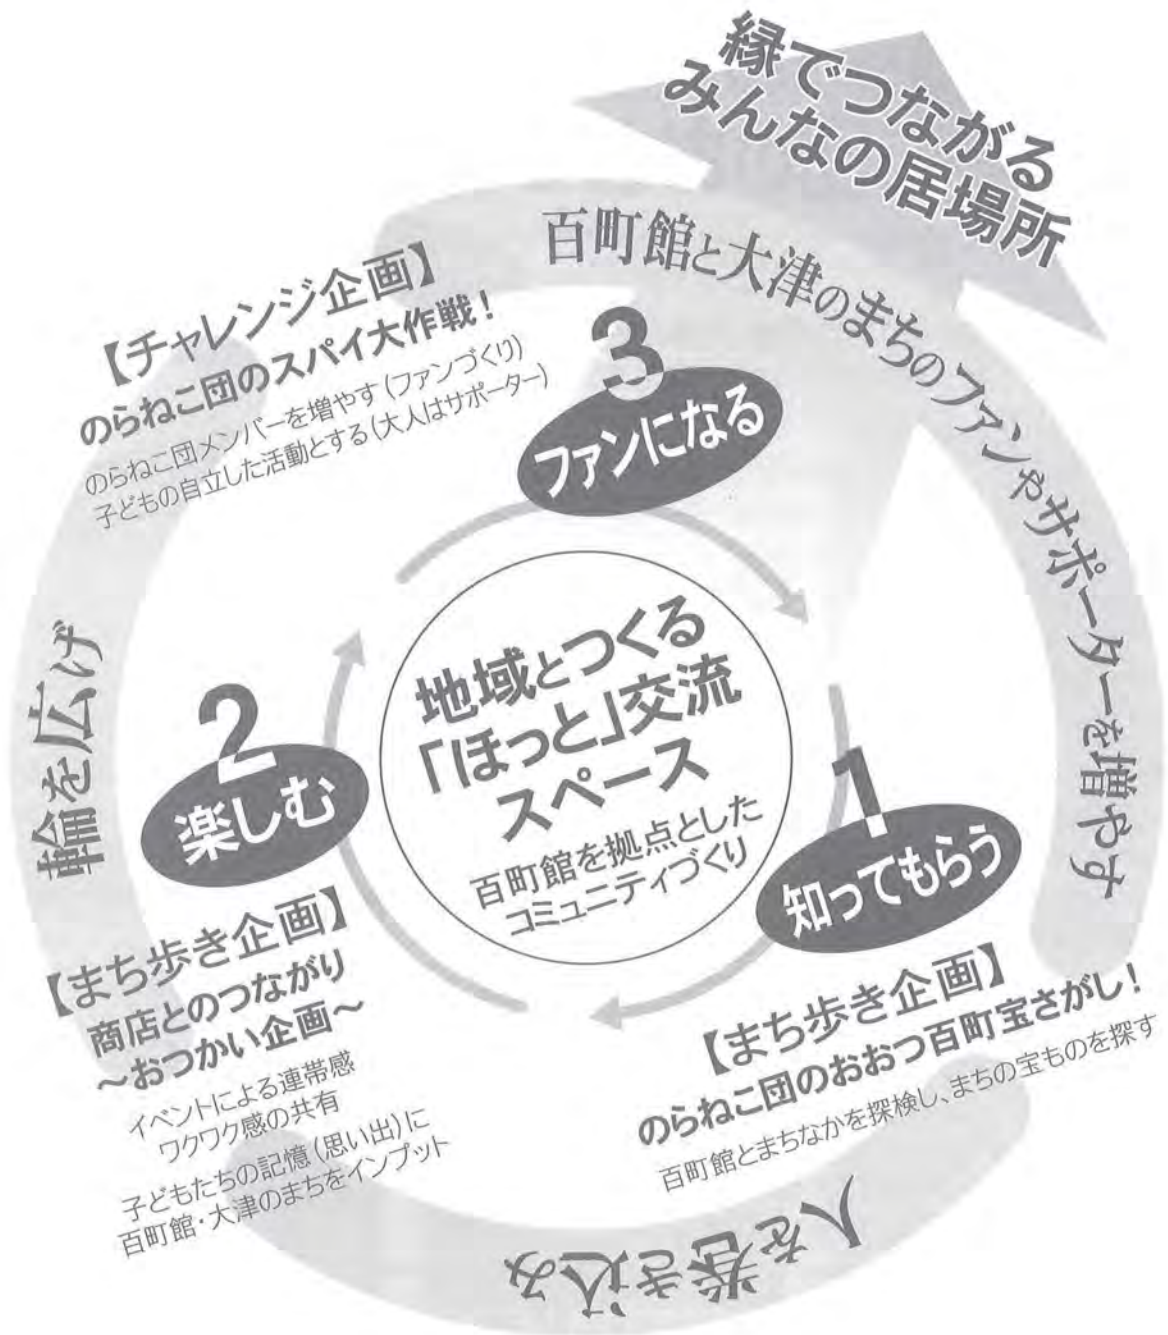 縁でつながる
みんなの居場所
百町館と大津のまちのファンやサポーターを増やす
【チャレンジ企画】
のらねこ団のスパイ大作戦！
のらねこ団メンバーを増やす（ファンづくり）
子どもの自立した活動とする（大人はサポーター）
3
ファンになる
地域とつくる
「ほっと」交流
スペース
百町館を拠点とした
コミュニティづくり
輪を広げ
2
楽しむ
【まち歩き企画】
商店とのつながり
～おつかい企画～
イベントによる連帯感
ワクワク感の共有
子どもたちの記憶（思い出）に
百町館・大津のまちをインプット
1
知ってもらう
【まち歩き企画】
のらねこ団のおおつ百町宝さがし！
百町館とまちなかを探検し、まちの宝ものを探す
人を巻き込み